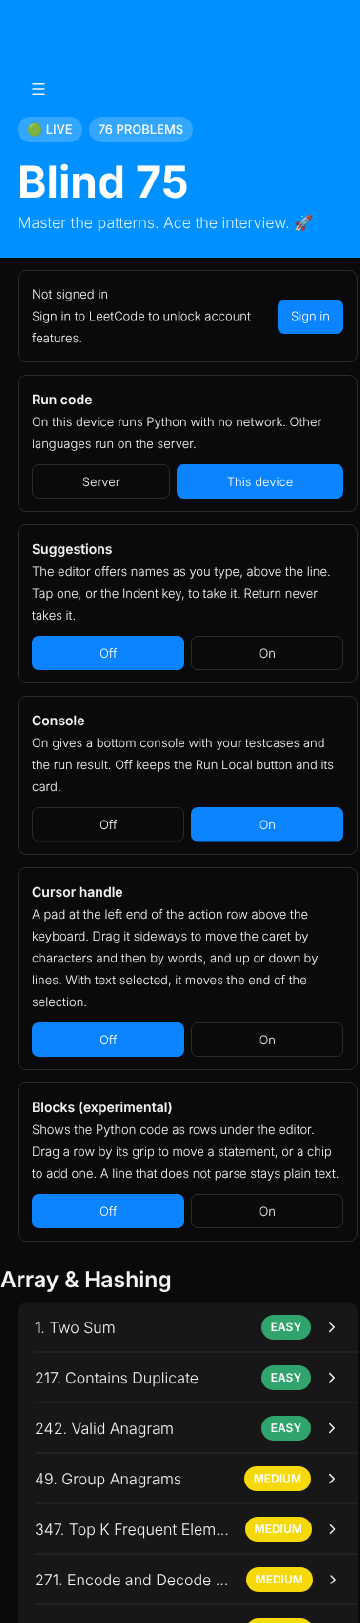 ☰
🟢 LIVE 76 PROBLEMS
Blind 75
Master the patterns. Ace the interview. 🚀
Not signed in
Sign in to LeetCode to unlock account
features.
Sign in
Run code
On this device runs Python with no network. Other
languages run on the server.
Server This device
Suggestions
The editor offers names as you type, above the line.
Tap one, or the Indent key, to take it. Return never
takes it.
Off On
Console
On gives a bottom console with your testcases and
the run result. Off keeps the Run Local button and its
card.
Off On
Cursor handle
A pad at the left end of the action row above the
keyboard. Drag it sideways to move the caret by
characters and then by words, and up or down by
lines. With text selected, it moves the end of the
selection.
Off On
Blocks (experimental)
Shows the Python code as rows under the editor.
Drag a row by its grip to move a statement, or a chip
to add one. A line that does not parse stays plain text.
Off On
Array & Hashing
1. Two Sum EASY
217. Contains Duplicate EASY
242. Valid Anagram EASY
49. Group Anagrams MEDIUM
347. Top K Frequent Elem... MEDIUM
271. Encode and Decode ... MEDIUM